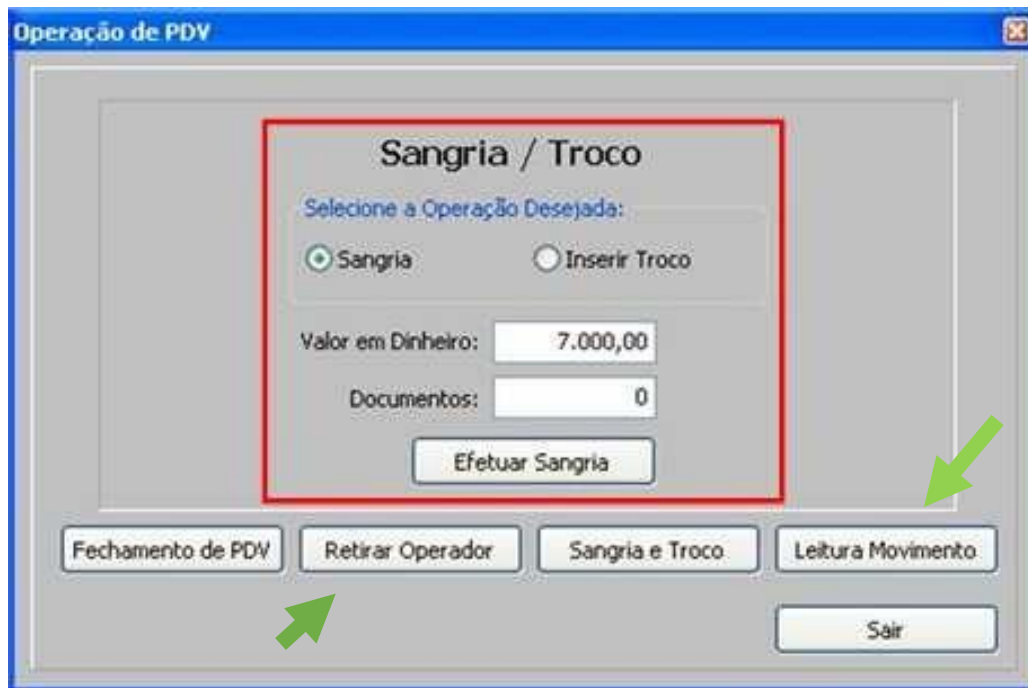 Operação de PDV
Sangria / Troco
Selecione a Operação Desejada:
Sangria Inserir Troco
Valor em Dinheiro: 7.000,00
Documentos: 0
Efetuar Sangria
Fechamento de PDV Retirar Operador Sangria e Troco Leitura Movimento
Sair